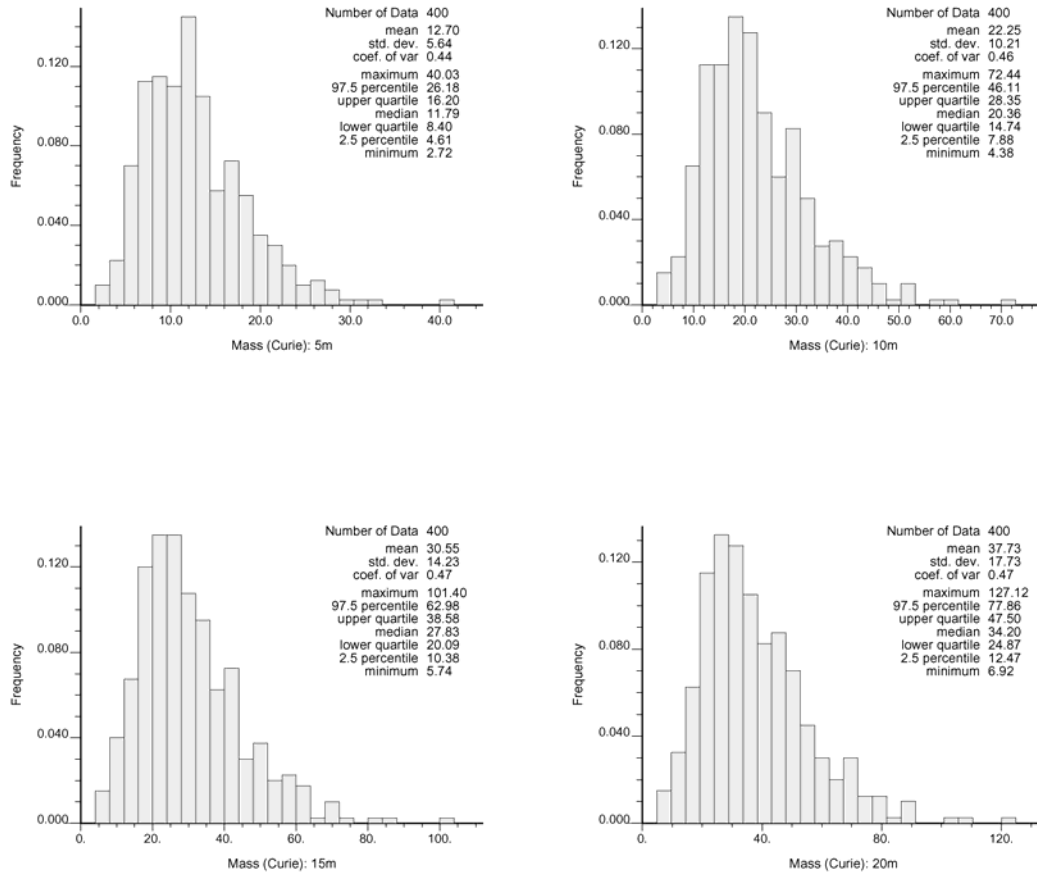 Number of Data 400
mean 12.70
std. dev. 5.64
coef. of var 0.44
maximum 40.03
97.5 percentile 26.18
upper quartile 16.20
median 11.79
lower quartile 8.40
2.5 percentile 4.61
minimum 2.72
Frequency
0.120
0.080
0.040
0.000
0.0 10.0 20.0 30.0 40.0
Mass (Curie): 5m
Number of Data 400
mean 22.25
std. dev. 10.21
coef. of var 0.46
maximum 72.44
97.5 percentile 46.11
upper quartile 28.35
median 20.36
lower quartile 14.74
2.5 percentile 7.88
minimum 4.38
Frequency
0.120
0.080
0.040
0.000
0.0 10.0 20.0 30.0 40.0 50.0 60.0 70.0
Mass (Curie): 10m
Number of Data 400
mean 30.55
std. dev. 14.23
coef. of var 0.47
maximum 101.40
97.5 percentile 62.98
upper quartile 38.58
median 27.83
lower quartile 20.09
2.5 percentile 10.38
minimum 5.74
Frequency
0.120
0.080
0.040
0.000
0. 20. 40. 60. 80. 100.
Mass (Curie): 15m
Number of Data 400
mean 37.73
std. dev. 17.73
coef. of var 0.47
maximum 127.12
97.5 percentile 77.86
upper quartile 47.50
median 34.20
lower quartile 24.87
2.5 percentile 12.47
minimum 6.92
Frequency
0.120
0.080
0.040
0.000
0. 40. 80. 120.
Mass (Curie): 20m